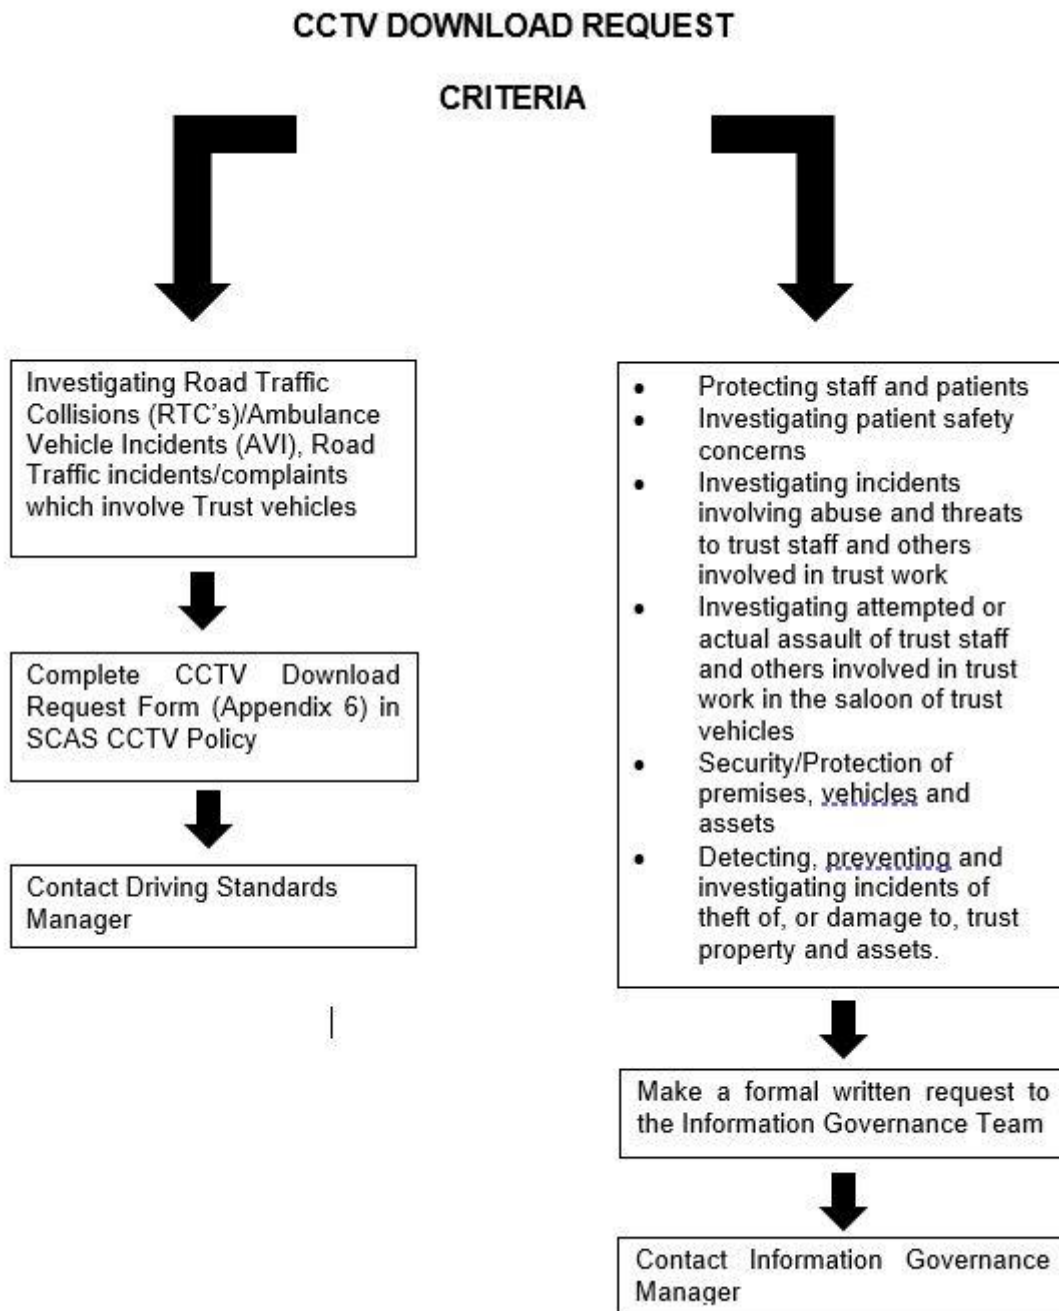 CCTV DOWNLOAD REQUEST
CRITERIA
Investigating Road Traffic
Collisions (RTC's)/Ambulance
Vehicle Incidents (AVI), Road
Traffic incidents/complaints
which involve Trust vehicles
Complete CCTV Download
Request Form (Appendix 6) in
SCAS CCTV Policy
Contact Driving Standards
Manager
• Protecting staff and patients
• Investigating patient safety
concerns
• Investigating incidents
involving abuse and threats
to trust staff and others
involved in trust work
• Investigating attempted or
actual assault of trust staff
and others involved in trust
work in the saloon of trust
vehicles
• Security/Protection of
premises, vehicles and
assets
• Detecting, preventing and
investigating incidents of
theft of, or damage to, trust
property and assets.
Make a formal written request to
the Information Governance Team
Contact Information Governance
Manager